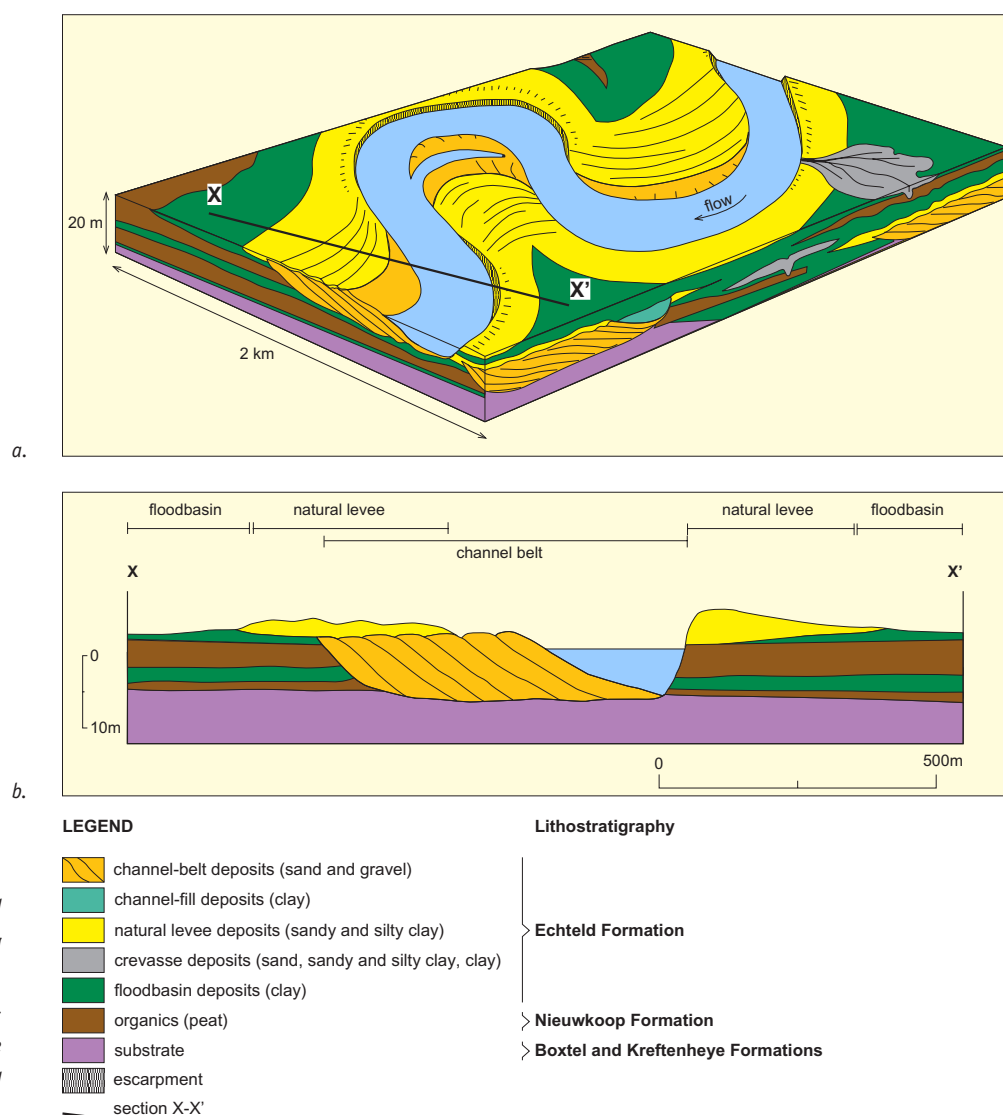 X
20 m
flow
X'
2 km
a.
floodbasin
natural levee
natural levee
floodbasin
channel belt
X
X'
0
10m
0
500m
b.
LEGEND
Lithostratigraphy
channel-belt deposits (sand and gravel)
channel-fill deposits (clay)
natural levee deposits (sandy and silty clay)
Echteld Formation
crevasse deposits (sand, sandy and silty clay, clay)
floodbasin deposits (clay)
organics (peat)
Nieuwkoop Formation
substrate
Boxtel and Kreftenheye Formations
escarpment
section X-X'